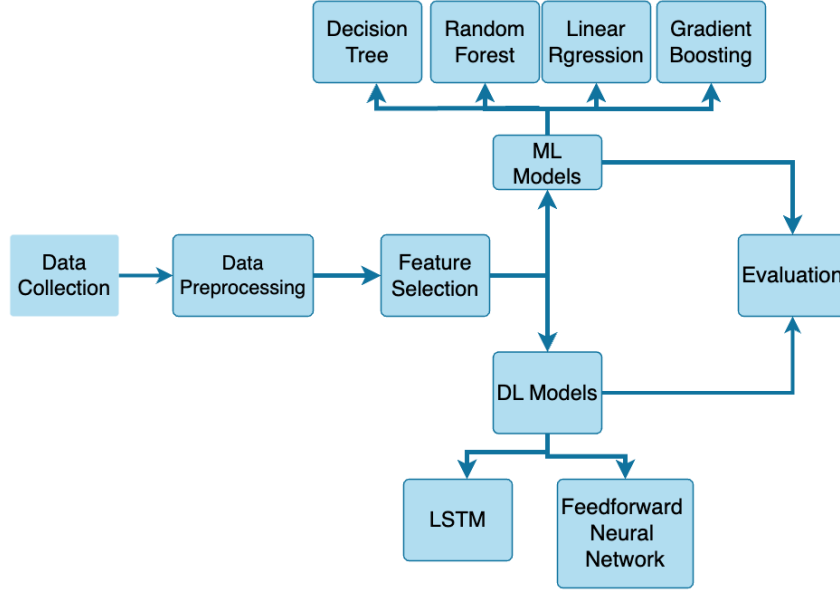 Decision
Tree
Random
Forest
Linear
Rgression
Gradient
Boosting
ML
Models
Data
Collection
Data
Preprocessing
Feature
Selection
Evaluation
DL Models
LSTM
Feedforward
Neural
Network